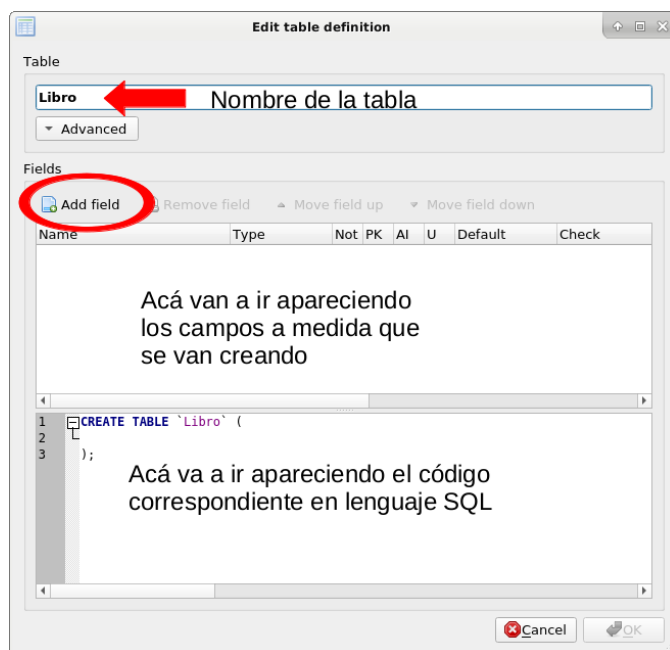 Edit table definition
Table
Libro
Nombre de la tabla
Advanced
Fields
Add field Remove field Move field up Move field down
Name Type Not PK AI U Default Check
Acá van a ir apareciendo
los campos a medida que
se van creando
1 CREATE TABLE `Libro` (
2
3 );
Acá va a ir apareciendo el código
correspondiente en lenguaje SQL
Cancel OK